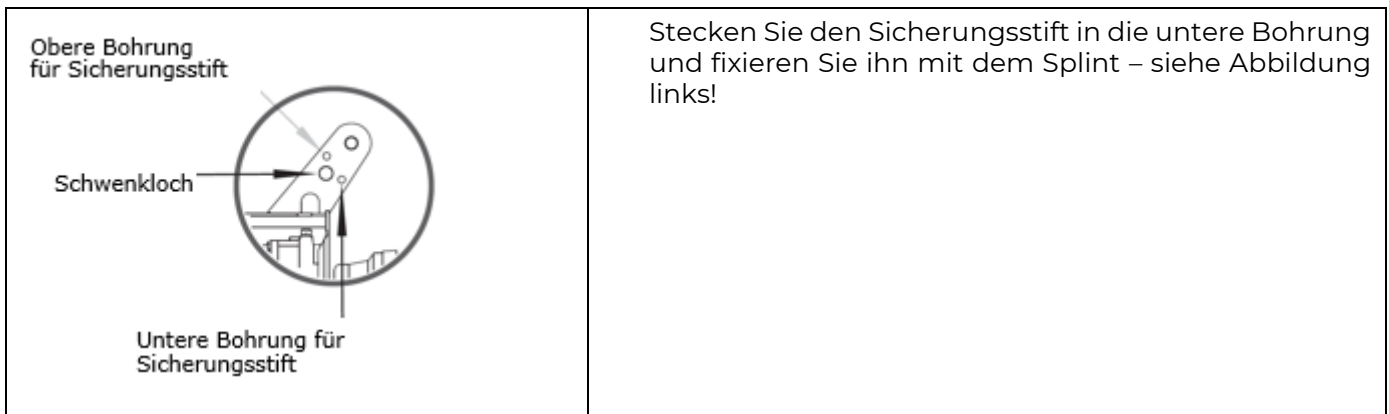 Obere Bohrung
für Sicherungsstift
Schwenkloch
Untere Bohrung für
Sicherungsstift
Stecken Sie den Sicherungsstift in die untere Bohrung
und fixieren Sie ihn mit dem Splint – siehe Abbildung
links!